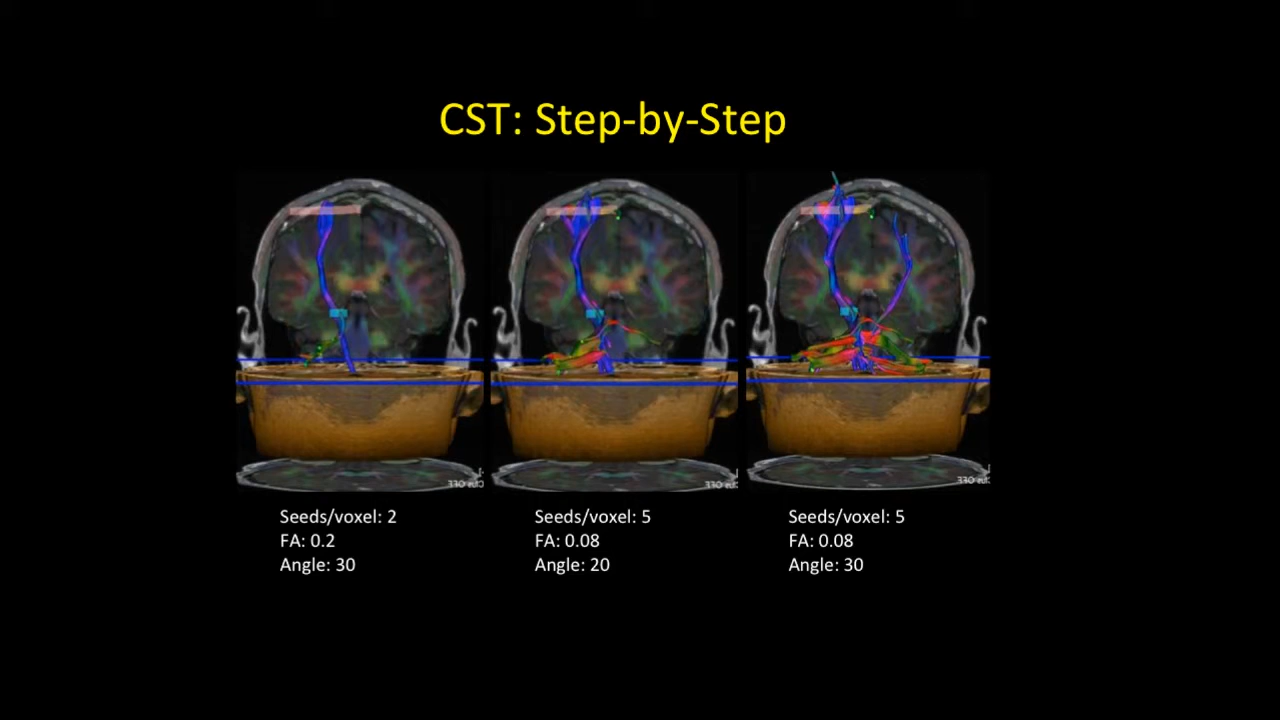 CST: Step-by-Step
Seeds/voxel: 2
FA: 0.2
Angle: 30
Seeds/voxel: 5
FA: 0.08
Angle: 20
Seeds/voxel: 5
FA: 0.08
Angle: 30